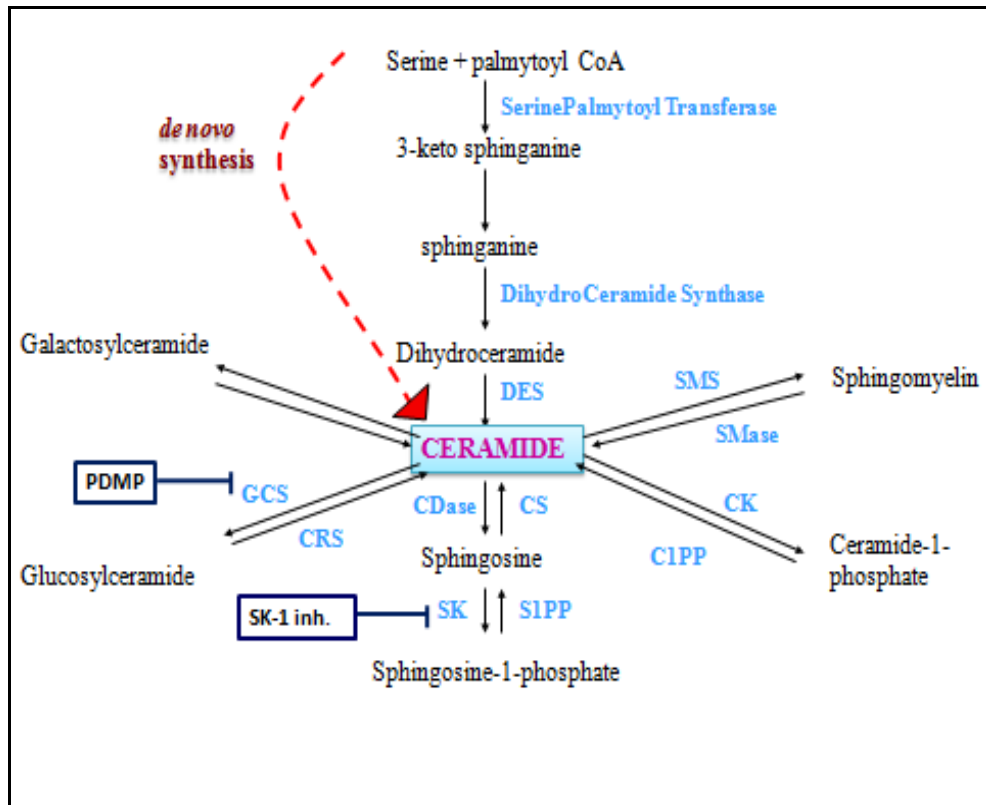 Serine + palmytoyl CoA
SerinePalmytoyl Transferase
de novo
synthesis
3-keto sphinganine
sphinganine
DihydroCeramide Synthase
Galactosylceramide
Dihydroceramide
DES
SMS
Sphingomyelin
SMase
CERAMIDE
PDMP
GCS
CRS
CDase
CS
CK
C1PP
Ceramide-1-
phosphate
Glucosylceramide
Sphingosine
SK-1 inh.
SK
S1PP
Sphingosine-1-phosphate